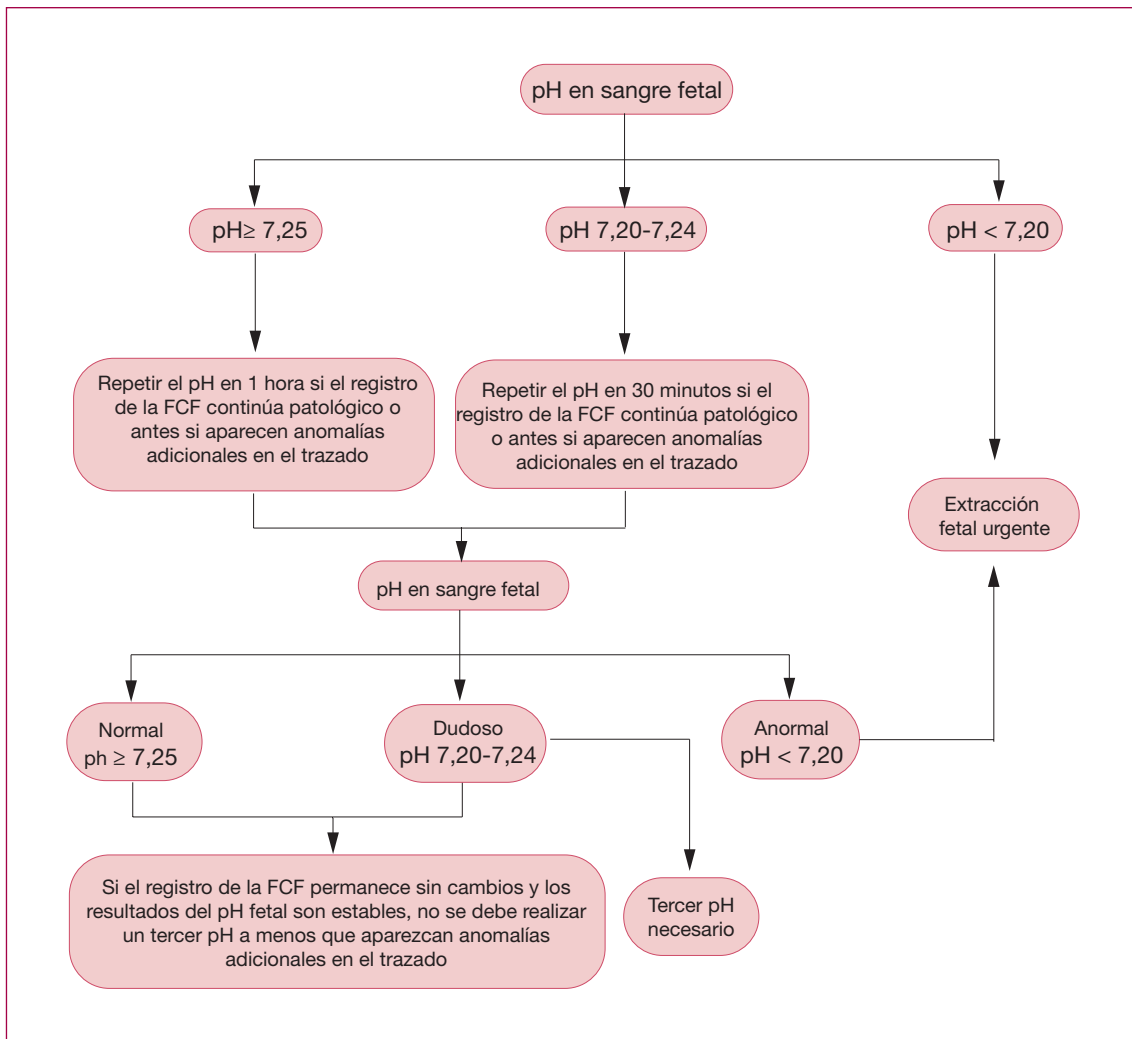 pH en sangre fetal
pH≥ 7,25
pH 7,20-7,24
pH < 7,20
Repetir el pH en 1 hora si el registro
de la FCF continúa patológico o
antes si aparecen anomalías
adicionales en el trazado
Repetir el pH en 30 minutos si el
registro de la FCF continúa patológico
o antes si aparecen anomalías
adicionales en el trazado
Extracción
fetal urgente
pH en sangre fetal
Normal
ph ≥ 7,25
Dudoso
pH 7,20-7,24
Anormal
pH < 7,20
Si el registro de la FCF permanece sin cambios y los
resultados del pH fetal son estables, no se debe realizar
un tercer pH a menos que aparezcan anomalías
adicionales en el trazado
Tercer pH
necesario